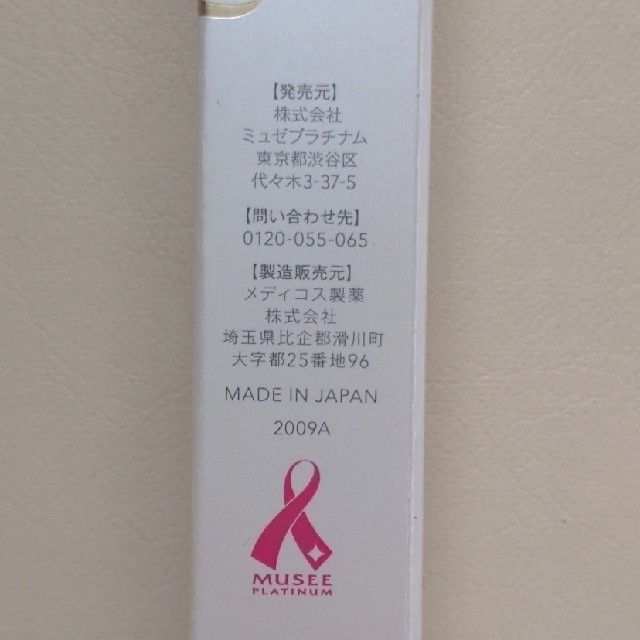 【発売元】
株式会社
ミュゼプラチナム
東京都渋谷区
代々木3-37-5
【問い合わせ先】
0120-055-065
【製造販売元】
メディコス製薬
株式会社
埼玉県比企郡滑川町
大字都25番地96
MADE IN JAPAN
2009A
MUSEE
PLATINUM